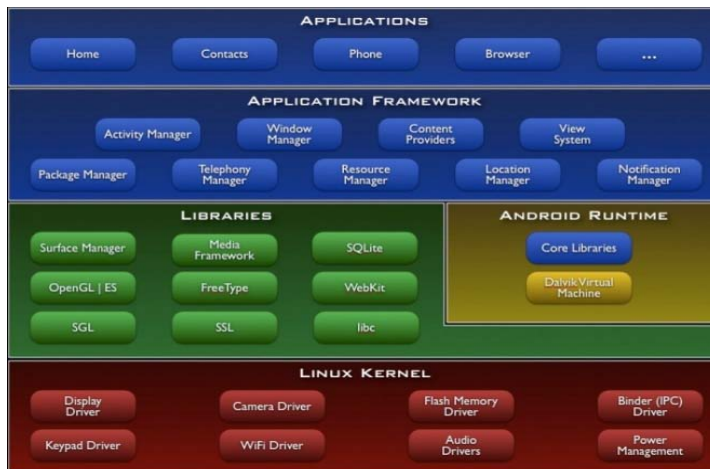 APPLICATIONS
Home Contacts Phone Browser ...
APPLICATION FRAMEWORK
Activity Manager Window Manager Content Providers View System
Package Manager Telephony Manager Resource Manager Location Manager Notification Manager
LIBRARIES
Surface Manager Media Framework SQLite
OpenGL | ES FreeType WebKit
SGL SSL libc
ANDROID RUNTIME
Core Libraries
Dalvik Virtual Machine
LINUX KERNEL
Display Driver Camera Driver Flash Memory Driver Binder (IPC) Driver
Keypad Driver WiFi Driver Audio Drivers Power Management